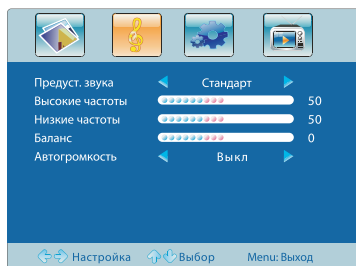 Предуст. звука Стандарт
Высокие частоты 50
Низкие частоты 50
Баланс 0
Автогромкость Выкл
Настройка Выбор Menu: Выход